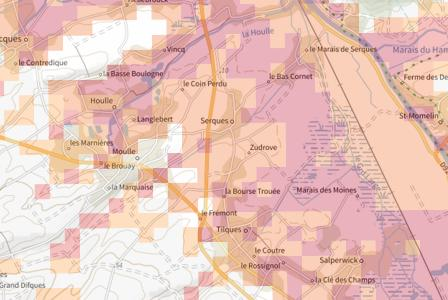 la Houlle
cques
Vincq
le Marais de Serques
Marais du Ham
le Contredique
la Basse Boulogne
le Bas Cornet
Ferme des De
le Coin Perdu
Houlle
Langlebert
Serques
St-Momelin
les Marnières
Moulle
Zudrove
le Brouay
la Marquaise
la Bourse Trouée
Marais des Moines
le Frémont
Tilques
le Coutre
le Rossignol
Salperwick
la Clé des Champs
Grand Difques